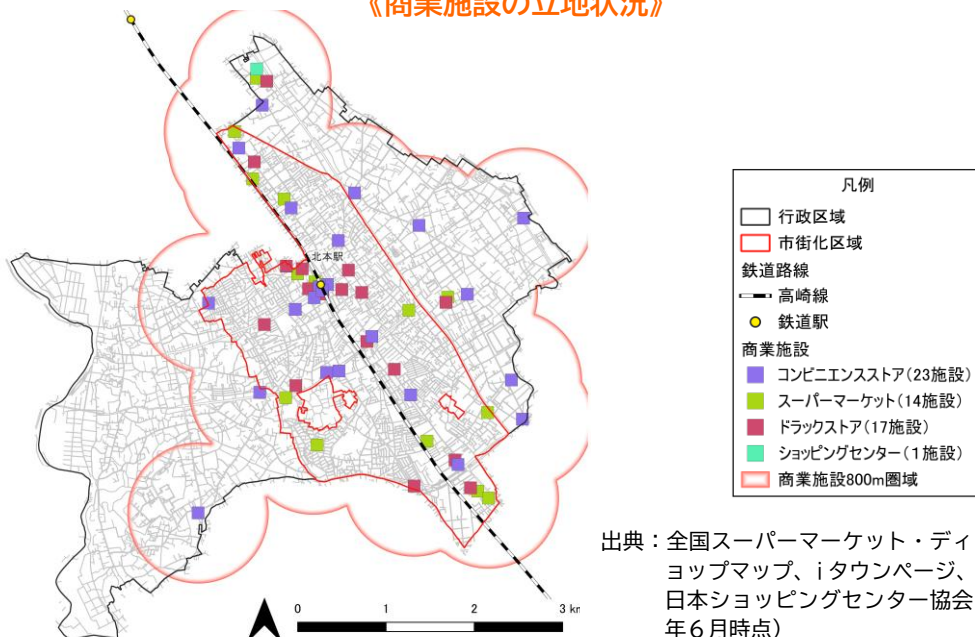 《商業施設の立地状況》
北本駅
凡例
行政区域
市街化区域
鉄道路線
高崎線
鉄道駅
商業施設
コンビニエンスストア(23施設)
スーパーマーケット(14施設)
ドラックストア(17施設)
ショッピングセンター(1施設)
商業施設800m圏域
0 1 2 3 km
出典：全国スーパーマーケット・ディ
ョップマップ、iタウンページ、
日本ショッピングセンター協会
年６月時点）